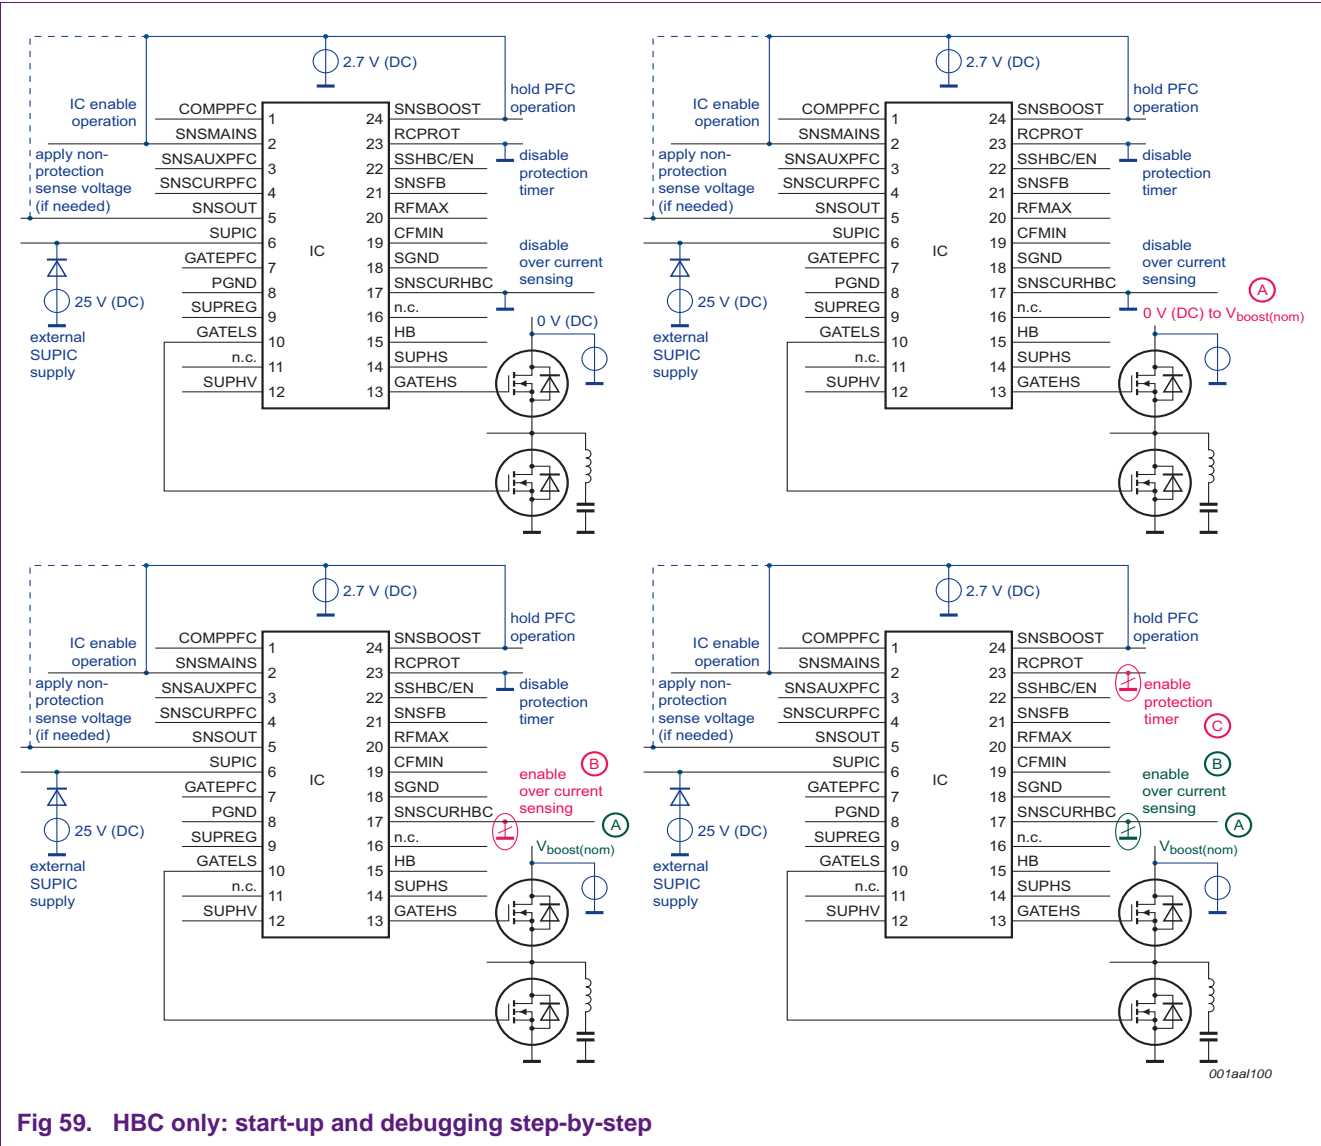 2.7 V (DC)
IC enable
operation
hold PFC
operation
COMPPFC 1
24 SNSBOOST
SNSMAINS 2
23 RCPROT
apply non-
protection
sense voltage
(if needed)
disable
protection
timer
SNSAUXPFC 3
22 SSHBC/EN
SNSCURPFC 4
21 SNSFB
SNSOUT 5
20 RFMAX
SUPIC 6
19 CFMIN
IC
GATEPFC 7
18 SGND
disable
over current
sensing
PGND 8
17 SNSCURHBC
25 V (DC)
SUPREG 9
16 n.c.
0 V (DC)
external
SUPIC
supply
GATELS 10
15 HB
n.c. 11
14 SUPHS
SUPHV 12
13 GATEHS
2.7 V (DC)
IC enable
operation
hold PFC
operation
COMPPFC 1
24 SNSBOOST
SNSMAINS 2
23 RCPROT
apply non-
protection
sense voltage
(if needed)
disable
protection
timer
SNSAUXPFC 3
22 SSHBC/EN
SNSCURPFC 4
21 SNSFB
SNSOUT 5
20 RFMAX
SUPIC 6
19 CFMIN
IC
GATEPFC 7
18 SGND
disable
over current
sensing
PGND 8
17 SNSCURHBC
A
25 V (DC)
SUPREG 9
16 n.c.
0 V (DC) to Vboost(nom)
external
SUPIC
supply
GATELS 10
15 HB
n.c. 11
14 SUPHS
SUPHV 12
13 GATEHS
2.7 V (DC)
IC enable
operation
hold PFC
operation
COMPPFC 1
24 SNSBOOST
SNSMAINS 2
23 RCPROT
apply non-
protection
sense voltage
(if needed)
disable
protection
timer
SNSAUXPFC 3
22 SSHBC/EN
SNSCURPFC 4
21 SNSFB
SNSOUT 5
20 RFMAX
SUPIC 6
19 CFMIN
IC
B
GATEPFC 7
18 SGND
enable
over current
sensing
PGND 8
17 SNSCURHBC
A
25 V (DC)
SUPREG 9
16 n.c.
Vboost(nom)
external
SUPIC
supply
GATELS 10
15 HB
n.c. 11
14 SUPHS
SUPHV 12
13 GATEHS
2.7 V (DC)
IC enable
operation
hold PFC
operation
COMPPFC 1
24 SNSBOOST
SNSMAINS 2
23 RCPROT
apply non-
protection
sense voltage
(if needed)
enable
protection
timer
C
SNSAUXPFC 3
22 SSHBC/EN
SNSCURPFC 4
21 SNSFB
SNSOUT 5
20 RFMAX
SUPIC 6
19 CFMIN
IC
B
GATEPFC 7
18 SGND
enable
over current
sensing
PGND 8
17 SNSCURHBC
A
25 V (DC)
SUPREG 9
16 n.c.
Vboost(nom)
external
SUPIC
supply
GATELS 10
15 HB
n.c. 11
14 SUPHS
SUPHV 12
13 GATEHS
001aal100
Fig 59. HBC only: start-up and debugging step-by-step